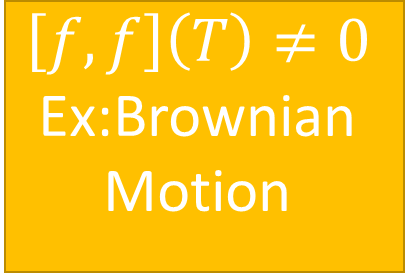 [f,f](T) ≠ 0
Ex:Brownian
Motion